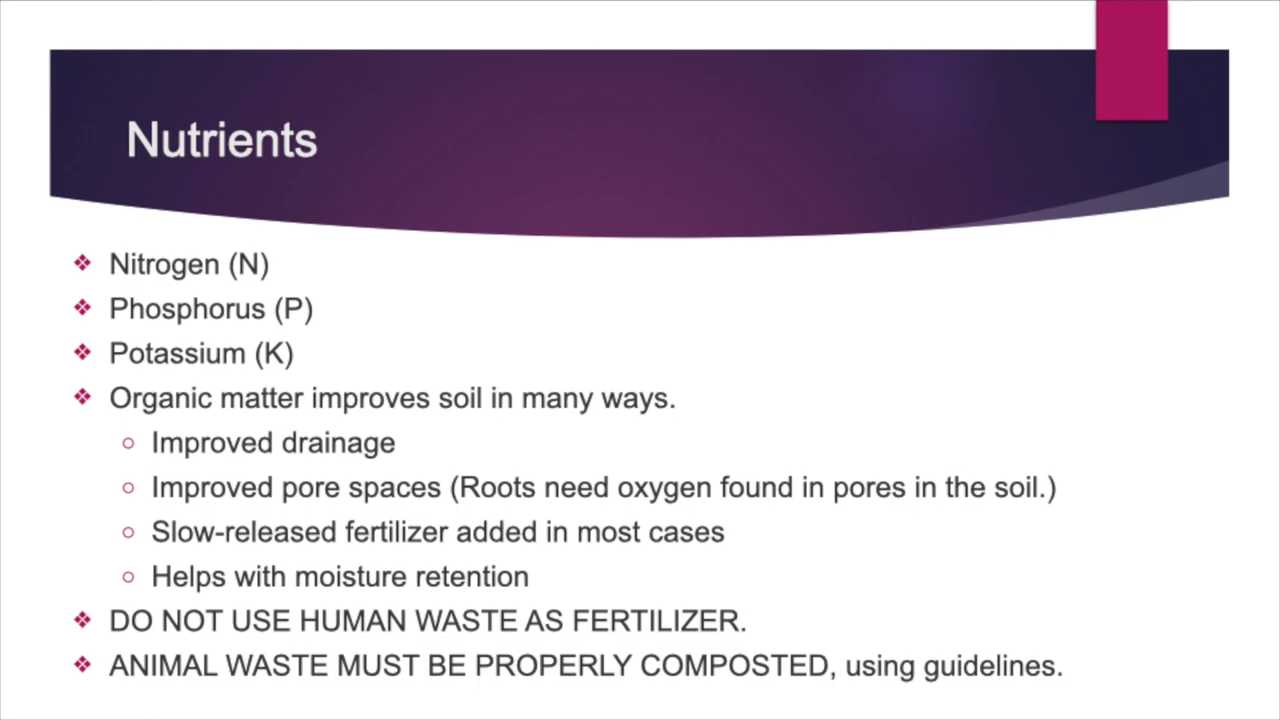 Nutrients
❖ Nitrogen (N)
❖ Phosphorus (P)
❖ Potassium (K)
❖ Organic matter improves soil in many ways.
○ Improved drainage
○ Improved pore spaces (Roots need oxygen found in pores in the soil.)
○ Slow-released fertilizer added in most cases
○ Helps with moisture retention
❖ DO NOT USE HUMAN WASTE AS FERTILIZER.
❖ ANIMAL WASTE MUST BE PROPERLY COMPOSTED, using guidelines.